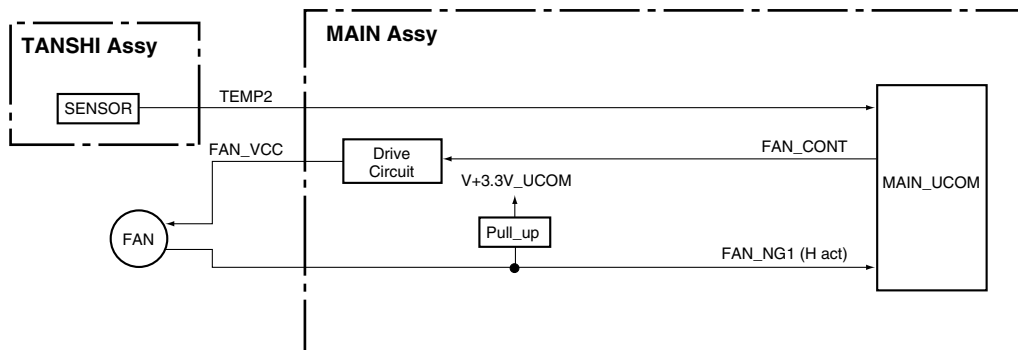 TANSHI Assy
MAIN Assy
SENSOR
TEMP2
FAN_VCC
Drive
Circuit
FAN_CONT
MAIN_UCOM
V+3.3V_UCOM
FAN
Pull_up
FAN_NG1 (H act)